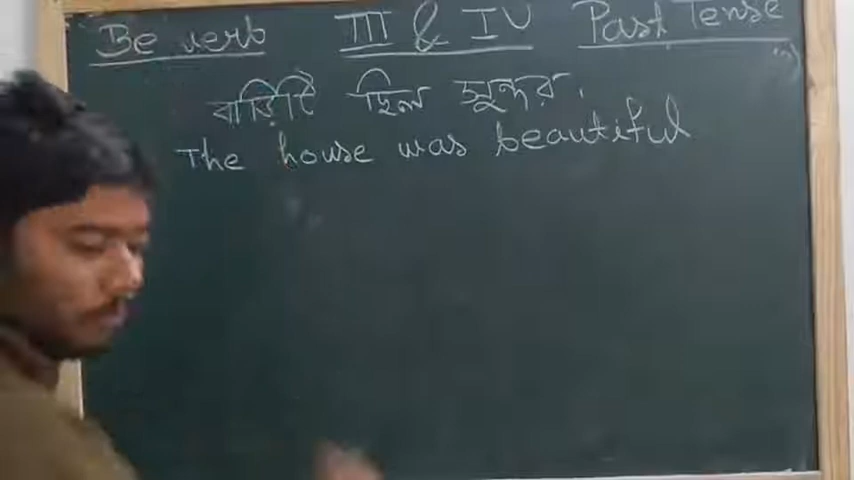 Be verb III & IV Past Tense
বাড়িটি ছিল সুন্দর.
The house was beautiful